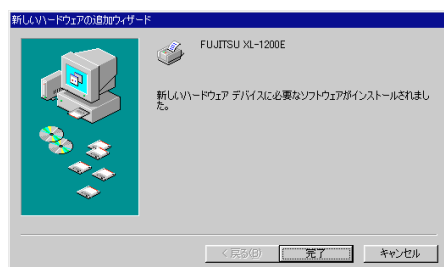 新しいハードウェアの追加ウィザード
FUJITSU XL-1200E
新しいハードウェア デバイスに必要なソフトウェアがインストールされまし
た。
< 戻る(B)
完了
キャンセル